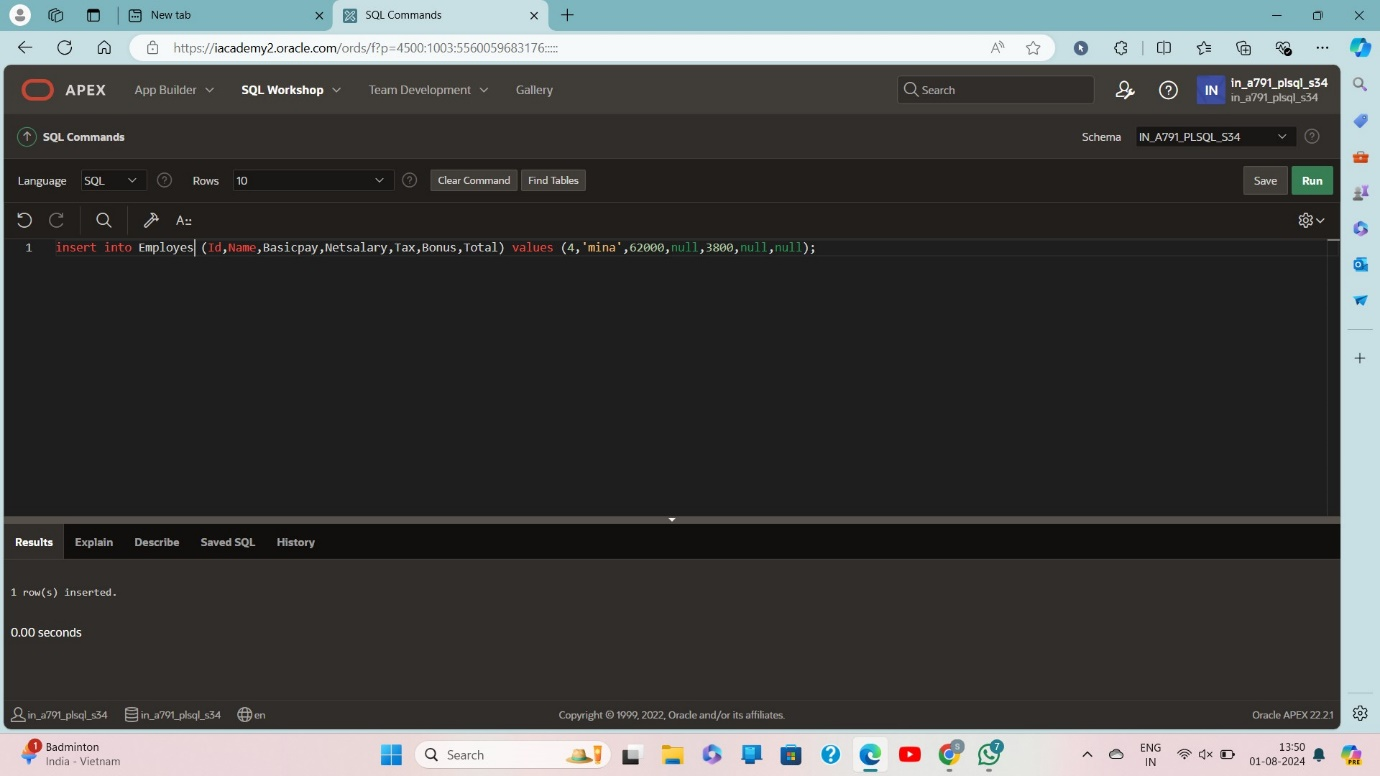 New tab
SQL Commands
https://iacademy2.oracle.com/ords/f?p=4500:1003:5560059683176:::::
APEX App Builder SQL Workshop Team Development Gallery Search IN in_a791_plsql_s34
in_a791_plsql_s34
SQL Commands Schema IN_A791_PLSQL_S34
Language SQL Rows 10 Clear Command Find Tables Save Run
A::
1 insert into Employes (Id,Name,Basicpay,Netsalary,Tax,Bonus,Total) values (4,'mina',62000,null,3800,null,null);
Results Explain Describe Saved SQL History
1 row(s) inserted.
0.00 seconds
in_a791_plsql_s34 in_a791_plsql_s34 en Copyright © 1999, 2022, Oracle and/or its affiliates. Oracle APEX 22.2.1
1 Badminton
India - Vietnam
Search
S
7
ENG
IN
13:50
01-08-2024
PRE